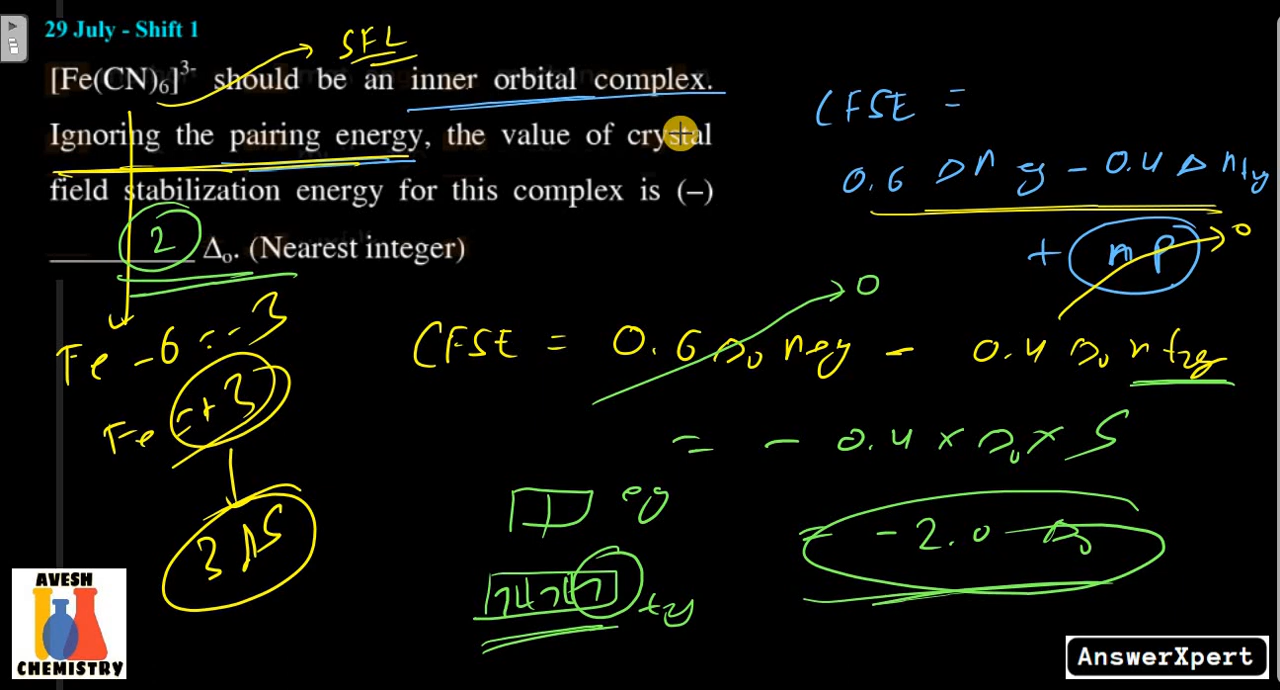 29 July - Shift 1
SFL
[Fe(CN)₆]³⁻ should be an inner orbital complex.
Ignoring the pairing energy, the value of crystal
field stabilization energy for this complex is (–)
2 Δₒ. (Nearest integer)
CFSE =
0.6 Δ n eg – 0.4 Δ n t2g
+ n p → 0
Fe – 6 = – 3
Fe = +3
3d5
CFSE = 0.6 Δₒ n eg – 0.4 Δₒ n t2g
0
= – 0.4 × Δₒ × 5
= – 2.0 Δₒ
eg
t2g
AVESH
CHEMISTRY
AnswerXpert